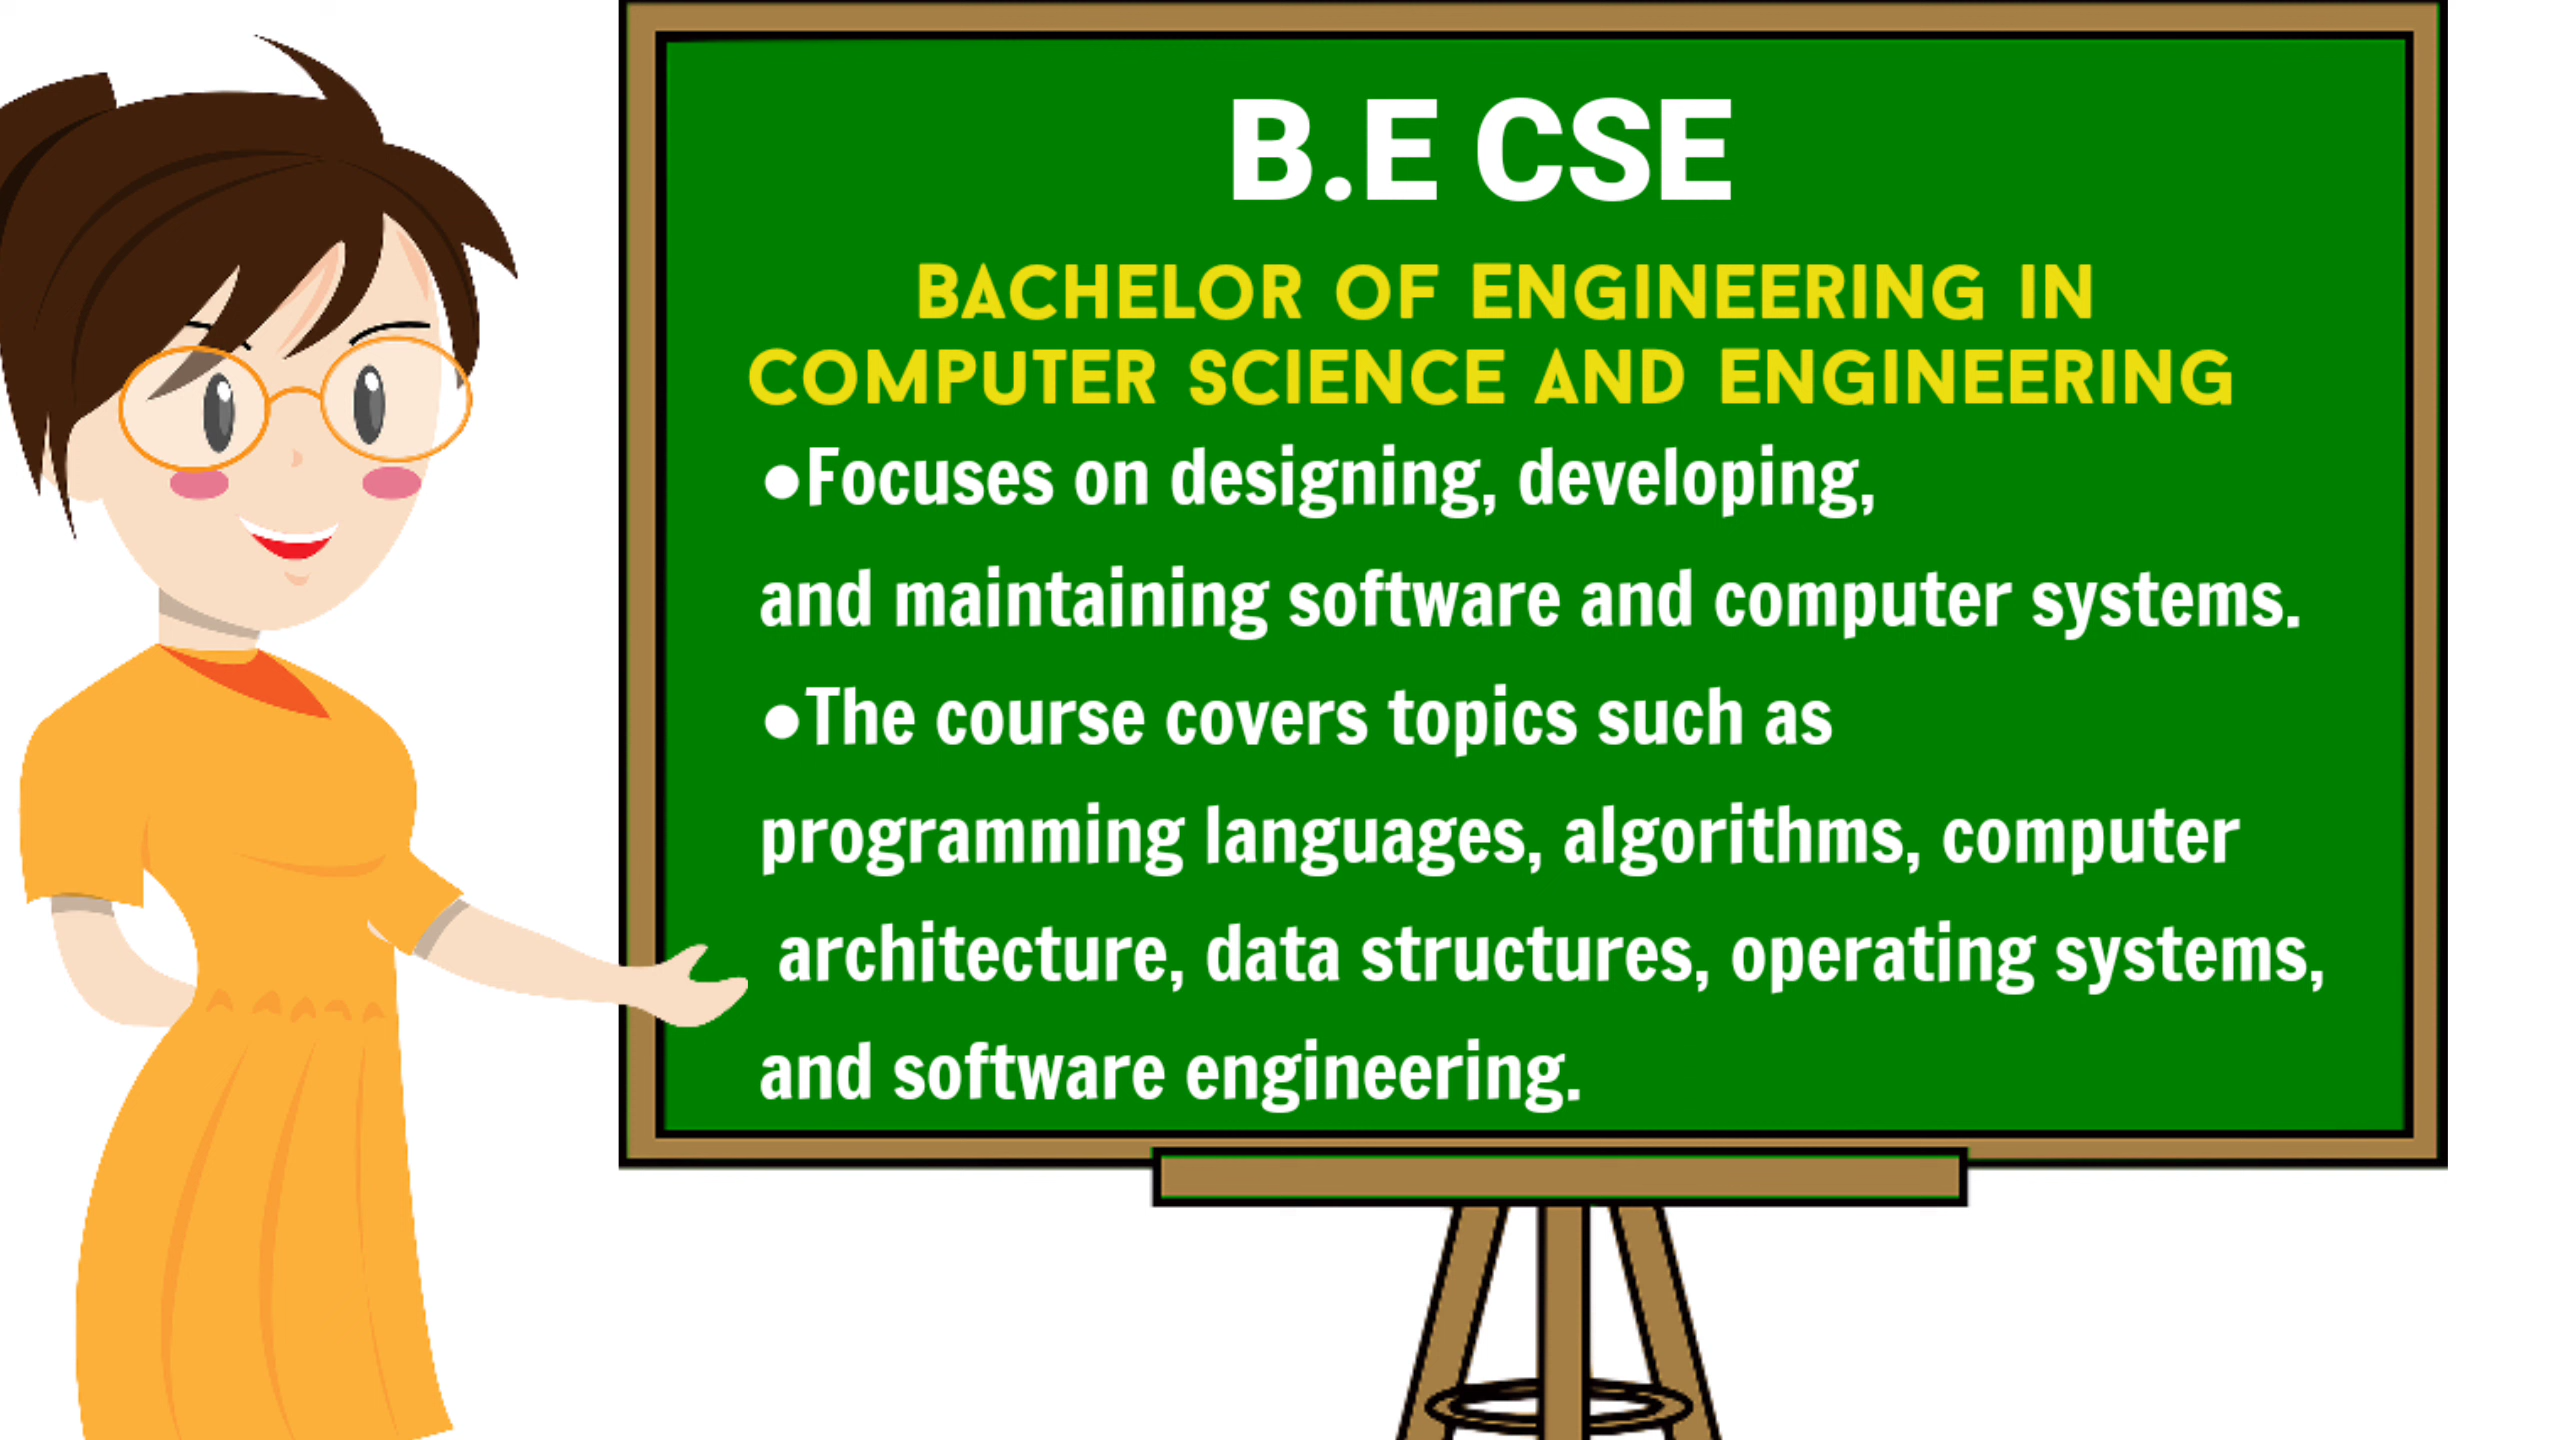 B.E CSE
BACHELOR OF ENGINEERING IN
COMPUTER SCIENCE AND ENGINEERING
●Focuses on designing, developing,
and maintaining software and computer systems.
●The course covers topics such as
programming languages, algorithms, computer
architecture, data structures, operating systems,
and software engineering.